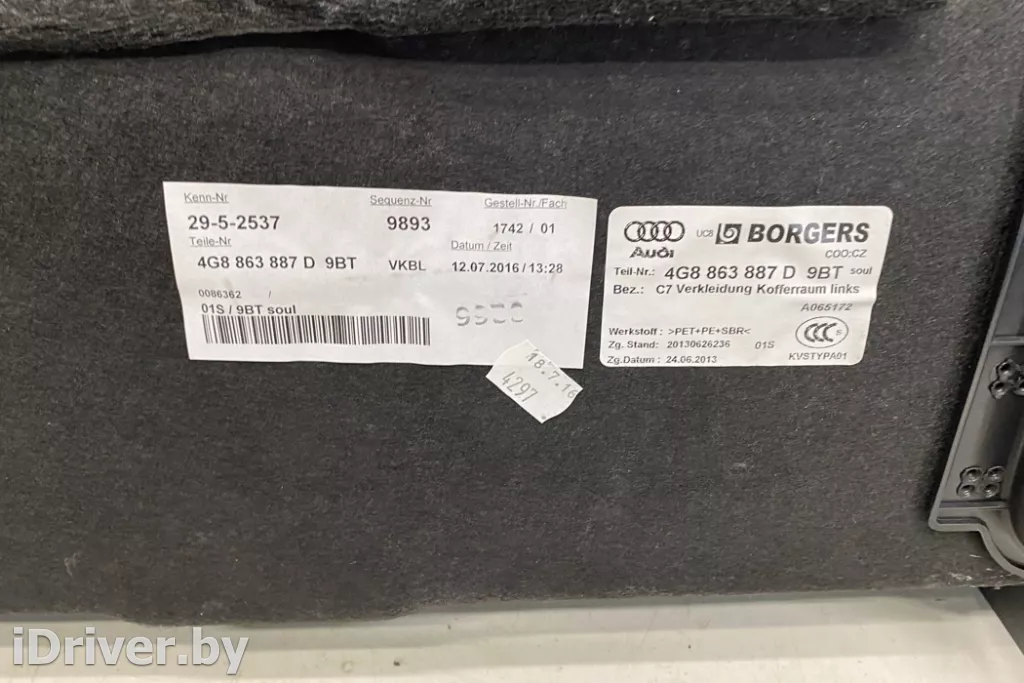 Kenn-Nr Sequenz-Nr Gestell-Nr./Fach
29-5-2537 9893 1742 / 01
Teile-Nr Datum / Zeit
4G8 863 887 D 9BT VKBL 12.07.2016 / 13:28
0086362 /
01S / 9BT soul
18.7.16
4297
Audi UC8 BORGERS
COO:CZ
Teil-Nr.: 4G8 863 887 D 9BT soul
Bez.: C7 Verkleidung Kofferraum links
A065172
Werkstoff : >PET+PE+SBR<
Zg. Stand: 20130626236 01S
Zg.Datum : 24.06.2013
CCC S
KVSTYPA01
iDriver.by